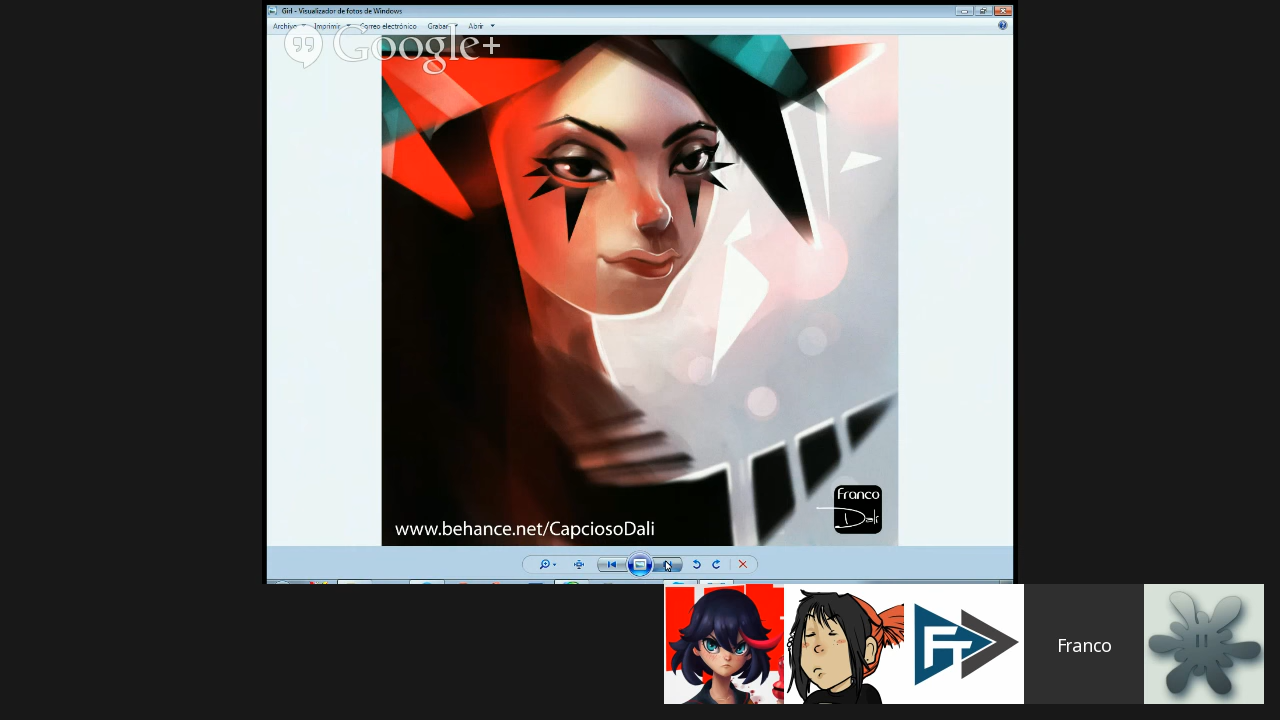 Girl - Visualizador de fotos de Windows
Archivo Imprimir Correo electrónico Grabar Abrir
Google+
Franco
Dali
www.behance.net/CapciosoDali
Franco